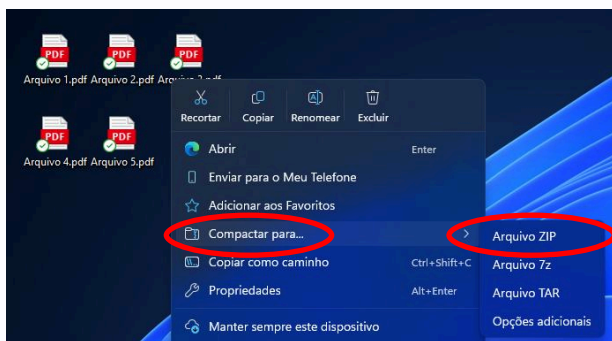 PDF PDF PDF
Arquivo 1.pdf Arquivo 2.pdf
Recortar Copiar Renomear Excluir
PDF PDF
Arquivo 4.pdf Arquivo 5.pdf
Abrir Enter
Enviar para o Meu Telefone
Adicionar aos Favoritos
Compactar para...
Copiar como caminho Ctrl+Shift+C
Propriedades Alt+Enter
Manter sempre este dispositivo
Arquivo ZIP
Arquivo 7z
Arquivo TAR
Opções adicionais